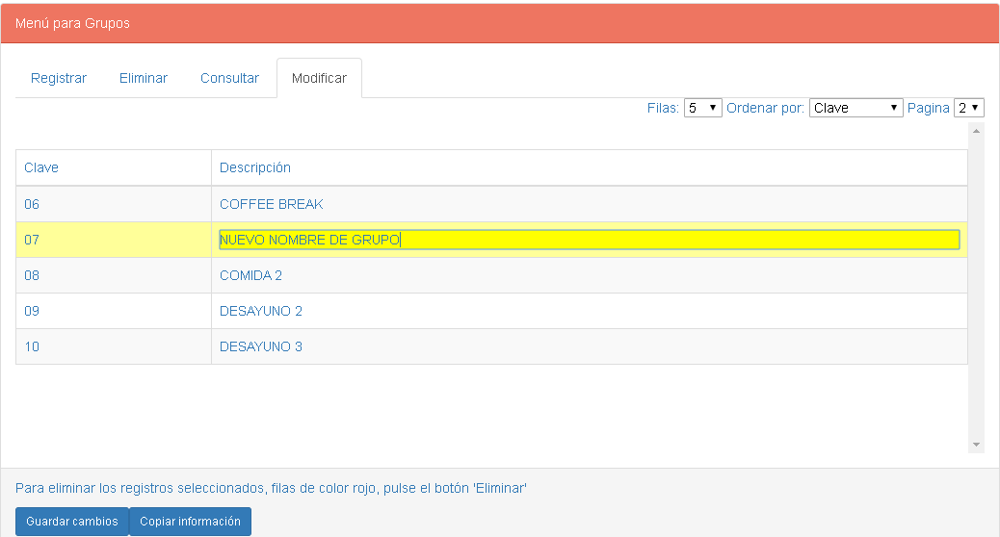 Menú para Grupos
Registrar Eliminar Consultar Modificar
Filas: 5 Ordenar por: Clave Pagina 2
Clave Descripción
06 COFFEE BREAK
07 NUEVO NOMBRE DE GRUPO
08 COMIDA 2
09 DESAYUNO 2
10 DESAYUNO 3
Para eliminar los registros seleccionados, filas de color rojo, pulse el botón 'Eliminar'
Guardar cambios Copiar información